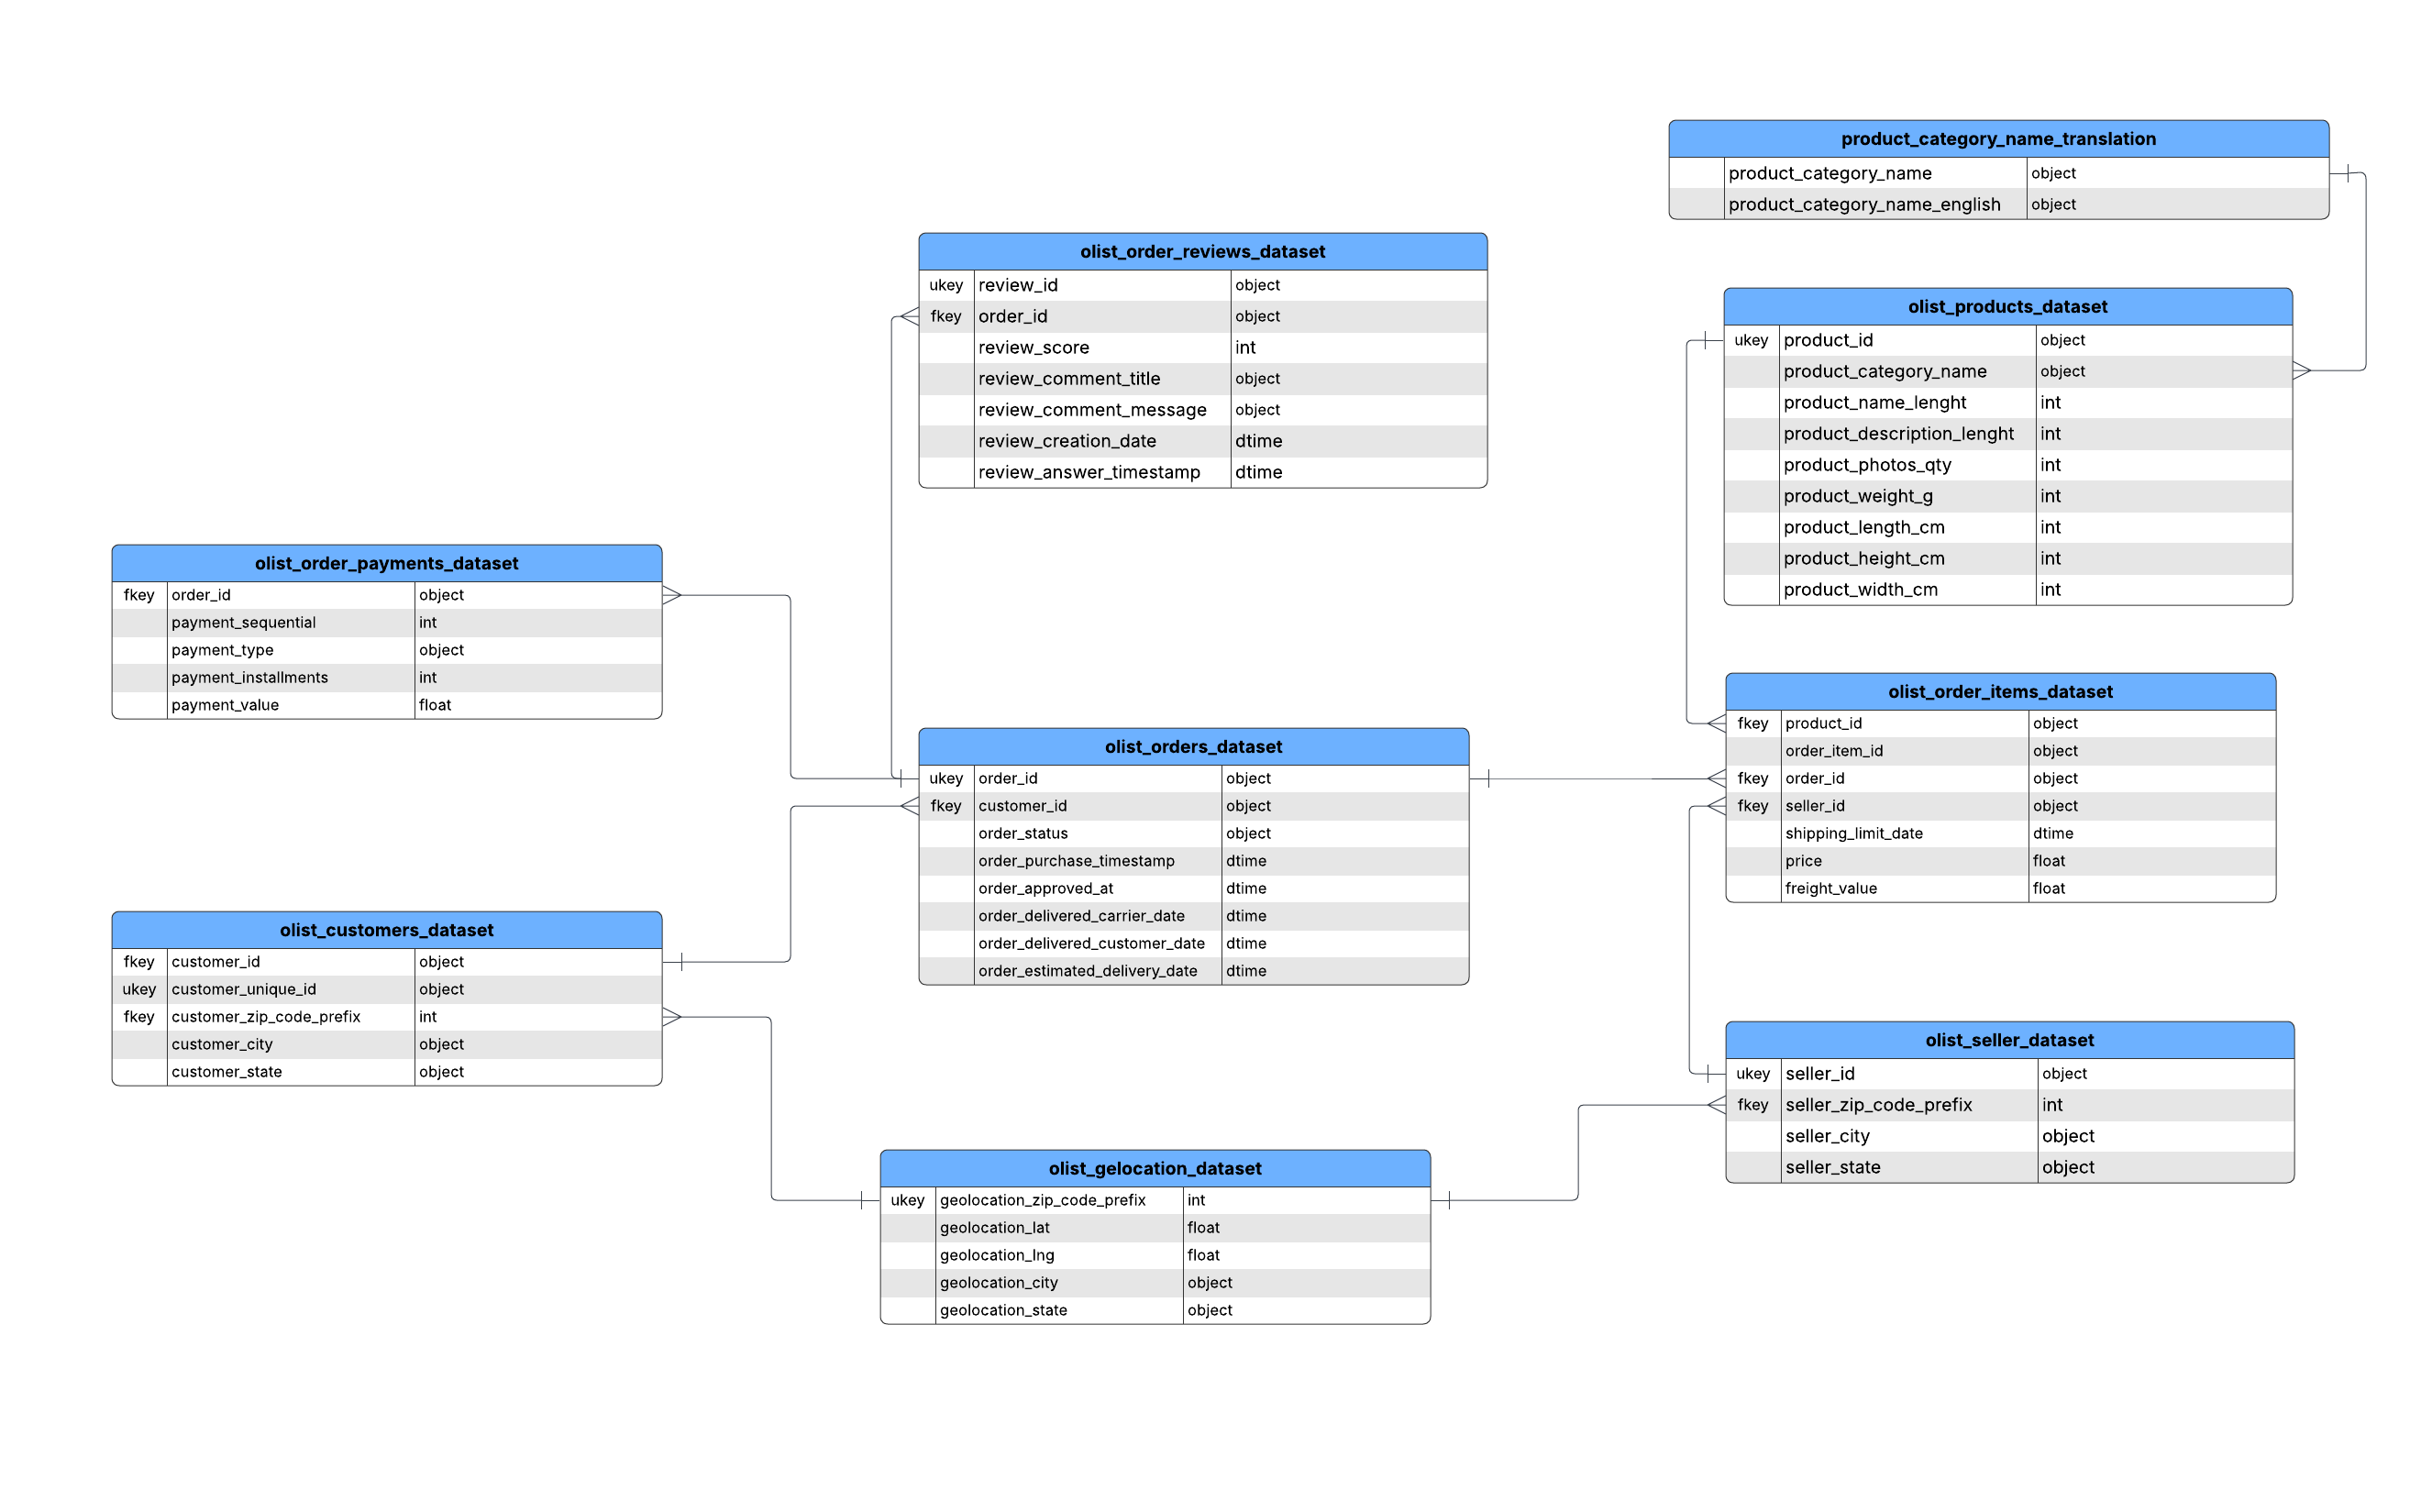 product_category_name_translation
product_category_name object
product_category_name_english object
olist_order_reviews_dataset
ukey review_id object
fkey order_id object
review_score int
review_comment_title object
review_comment_message object
review_creation_date dtime
review_answer_timestamp dtime
olist_products_dataset
ukey product_id object
product_category_name object
product_name_lenght int
product_description_lenght int
product_photos_qty int
product_weight_g int
product_length_cm int
product_height_cm int
product_width_cm int
olist_order_payments_dataset
fkey order_id object
payment_sequential int
payment_type object
payment_installments int
payment_value float
olist_orders_dataset
ukey order_id object
fkey customer_id object
order_status object
order_purchase_timestamp dtime
order_approved_at dtime
order_delivered_carrier_date dtime
order_delivered_customer_date dtime
order_estimated_delivery_date dtime
olist_order_items_dataset
fkey product_id object
order_item_id object
fkey order_id object
fkey seller_id object
shipping_limit_date dtime
price float
freight_value float
olist_customers_dataset
fkey customer_id object
ukey customer_unique_id object
fkey customer_zip_code_prefix int
customer_city object
customer_state object
olist_seller_dataset
ukey seller_id object
fkey seller_zip_code_prefix int
seller_city object
seller_state object
olist_gelocation_dataset
ukey geolocation_zip_code_prefix int
geolocation_lat float
geolocation_lng float
geolocation_city object
geolocation_state object